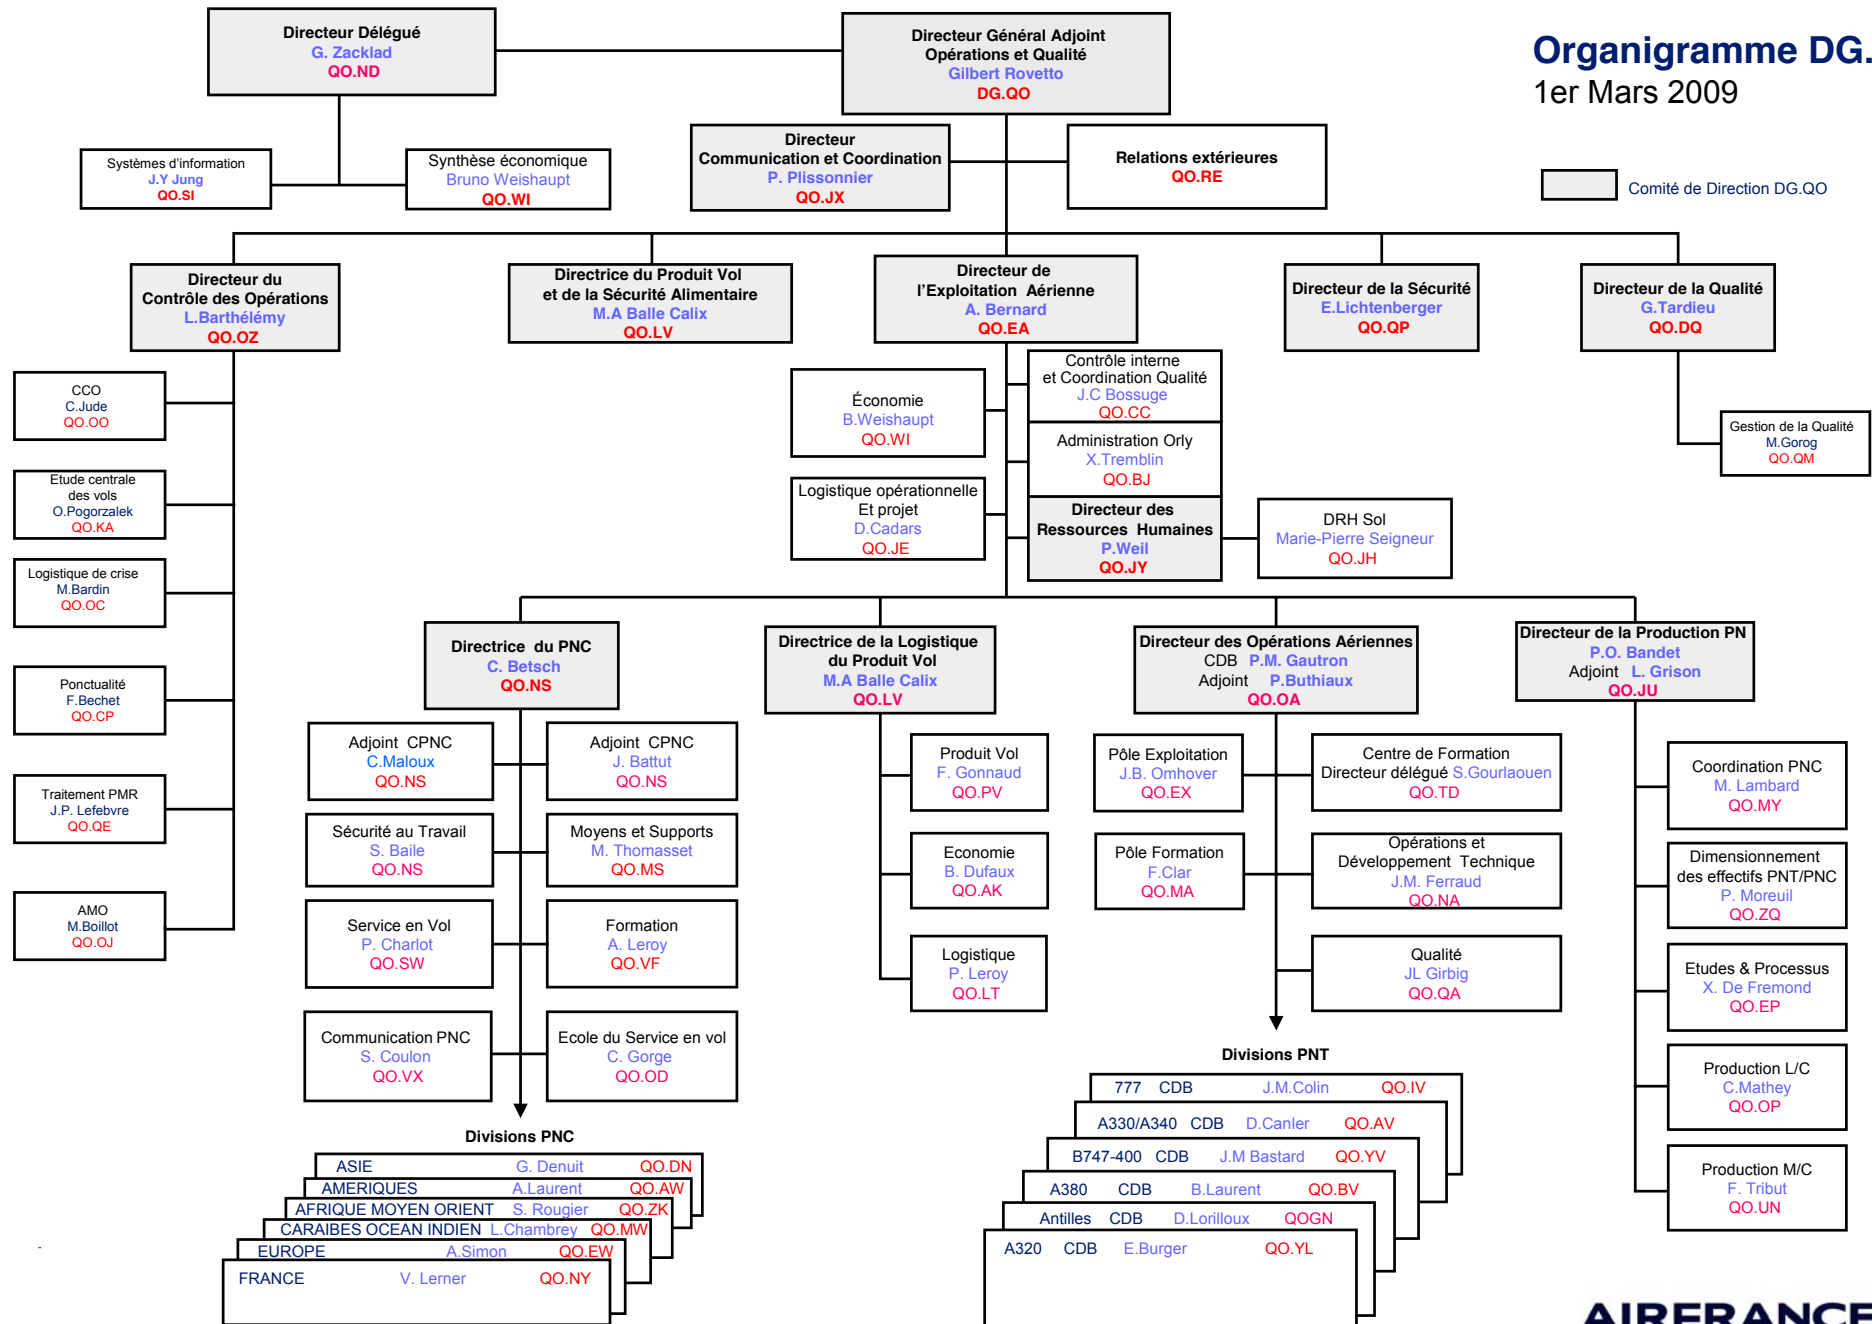 Directeur Délégué
G. Zacklad
QO.ND
Directeur Général Adjoint
Opérations et Qualité
Gilbert Rovetto
DG.QO
Organigramme DG.
1er Mars 2009
Comité de Direction DG.QO
Systèmes d'information
J.Y Jung
QO.SI
Synthèse économique
Bruno Weishaupt
QO.WI
Directeur
Communication et Coordination
P. Plissonnier
QO.JX
Relations extérieures
QO.RE
Directeur du
Contrôle des Opérations
L.Barthélémy
QO.OZ
Directrice du Produit Vol
et de la Sécurité Alimentaire
M.A Balle Calix
QO.LV
Directeur de
l'Exploitation Aérienne
A. Bernard
QO.EA
Directeur de la Sécurité
E.Lichtenberger
QO.QP
Directeur de la Qualité
G.Tardieu
QO.DQ
CCO
C.Jude
QO.OO
Etude centrale
des vols
O.Pogorzalek
QO.KA
Logistique de crise
M.Bardin
QO.OC
Ponctualité
F.Bechet
QO.CP
Traitement PMR
J.P. Lefebvre
QO.QE
AMO
M.Boillot
QO.OJ
Économie
B.Weishaupt
QO.WI
Contrôle interne
et Coordination Qualité
J.C Bossuge
QO.CC
Administration Orly
X.Tremblin
QO.BJ
Logistique opérationnelle
Et projet
D.Cadars
QO.JE
Directeur des
Ressources Humaines
P.Weil
QO.JY
DRH Sol
Marie-Pierre Seigneur
QO.JH
Gestion de la Qualité
M.Gorog
QO.QM
Directrice du PNC
C. Betsch
QO.NS
Directrice de la Logistique
du Produit Vol
M.A Balle Calix
QO.LV
Directeur des Opérations Aériennes
CDB P.M. Gautron
Adjoint P.Buthiaux
QO.OA
Directeur de la Production PN
P.O. Bandet
Adjoint L. Grison
QO.JU
Adjoint CPNC
C.Maloux
QO.NS
Adjoint CPNC
J. Battut
QO.NS
Sécurité au Travail
S. Baile
QO.NS
Moyens et Supports
M. Thomasset
QO.MS
Service en Vol
P. Charlot
QO.SW
Formation
A. Leroy
QO.VF
Communication PNC
S. Coulon
QO.VX
Ecole du Service en vol
C. Gorge
QO.OD
Produit Vol
F. Gonnaud
QO.PV
Economie
B. Dufaux
QO.AK
Logistique
P. Leroy
QO.LT
Pôle Exploitation
J.B. Omhover
QO.EX
Centre de Formation
Directeur délégué S.Gourlaouen
QO.TD
Pôle Formation
F.Clar
QO.MA
Opérations et
Développement Technique
J.M. Ferraud
QO.NA
Qualité
JL Girbig
QO.QA
Coordination PNC
M. Lambard
QO.MY
Dimensionnement
des effectifs PNT/PNC
P. Moreuil
QO.ZQ
Etudes & Processus
X. De Fremond
QO.EP
Production L/C
C.Mathey
QO.OP
Production M/C
F. Tribut
QO.UN
Divisions PNC
ASIE G. Denuit QO.DN
AMERIQUES A.Laurent QO.AW
AFRIQUE MOYEN ORIENT S. Rougier QO.ZK
CARAIBES OCEAN INDIEN L.Chambrey QO.MW
EUROPE A.Simon QO.EW
FRANCE V. Lerner QO.NY
Divisions PNT
777 CDB J.M.Colin QO.IV
A330/A340 CDB D.Canler QO.AV
B747-400 CDB J.M Bastard QO.YV
A380 CDB B.Laurent QO.BV
Antilles CDB D.Lorilloux QOGN
A320 CDB E.Burger QO.YL
AIRFRANCE